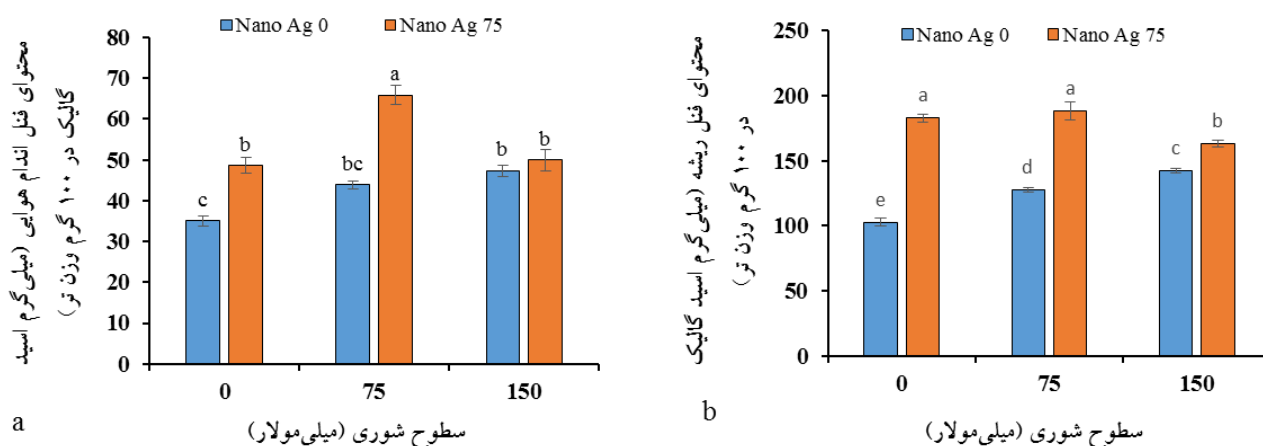 Nano Ag 0
Nano Ag 75
محتوای فنل اندام هوایی (میلی‌گرم اسید
گالیک در ۱۰۰ گرم وزن تر)
80
70
60
50
40
30
20
10
0
c
b
bc
a
b
b
0
75
150
سطوح شوری (میلی‌مولار)
a
Nano Ag 0
Nano Ag 75
محتوای فنل ریشه (میلی‌گرم اسید گالیک
در ۱۰۰ گرم وزن تر)
250
200
150
100
50
0
e
a
d
a
c
b
0
75
150
سطوح شوری (میلی‌مولار)
b